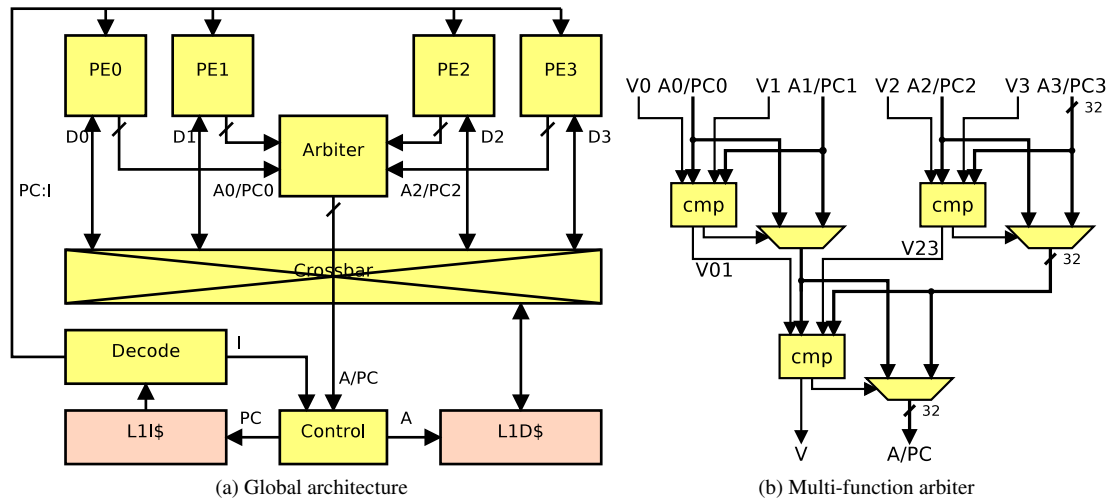 PE0
PE1
PE2
PE3
D0
D1
D2
D3
Arbiter
PC:I
A0/PC0
A2/PC2
Crossbar
Decode
I
A/PC
L1I$
PC
Control
A
L1D$
(a) Global architecture
V0 A0/PC0 V1 A1/PC1 V2 A2/PC2 V3 A3/PC3
32
cmp
cmp
V01
V23
32
cmp
32
V
A/PC
(b) Multi-function arbiter